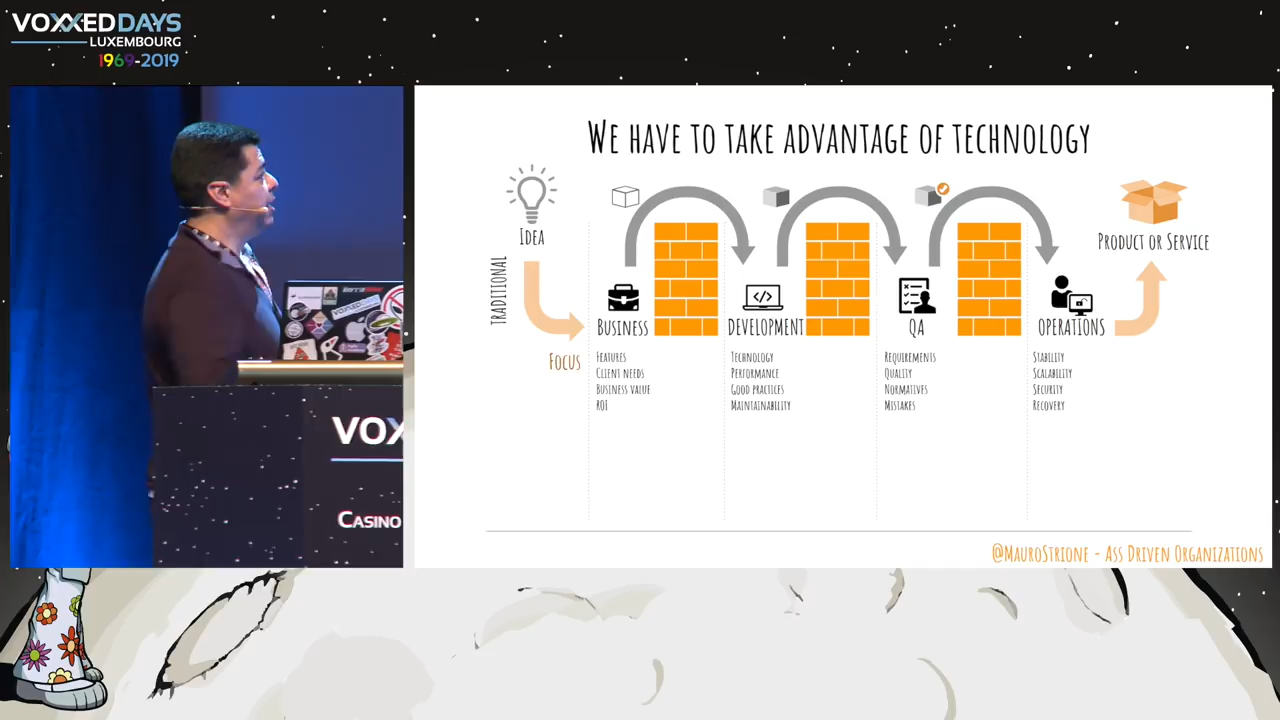 VOXXEDDAYS
LUXEMBOURG
1969-2019
WE HAVE TO TAKE ADVANTAGE OF TECHNOLOGY
IDEA
PRODUCT OR SERVICE
TRADITIONAL
BUSINESS
DEVELOPMENT
QA
OPERATIONS
FOCUS
FEATURES
CLIENT NEEDS
BUSINESS VALUE
ROI
TECHNOLOGY
PERFORMANCE
GOOD PRACTICES
MAINTAINABILITY
REQUIREMENTS
QUALITY
NORMATIVES
MISTAKES
STABILITY
SCALABILITY
SECURITY
RECOVERY
@MAUROSTRIONE - ASS DRIVEN ORGANIZATIONS
VOX
CASINO